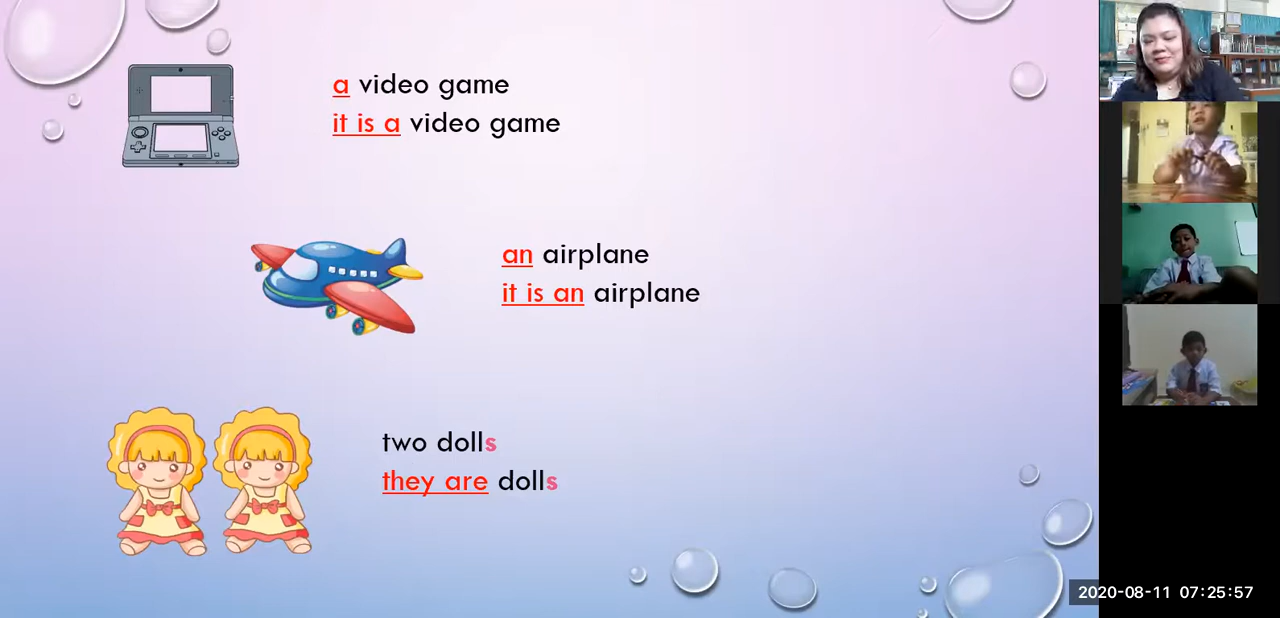 a video game
it is a video game
an airplane
it is an airplane
two dolls
they are dolls
2020-08-11 07:25:57